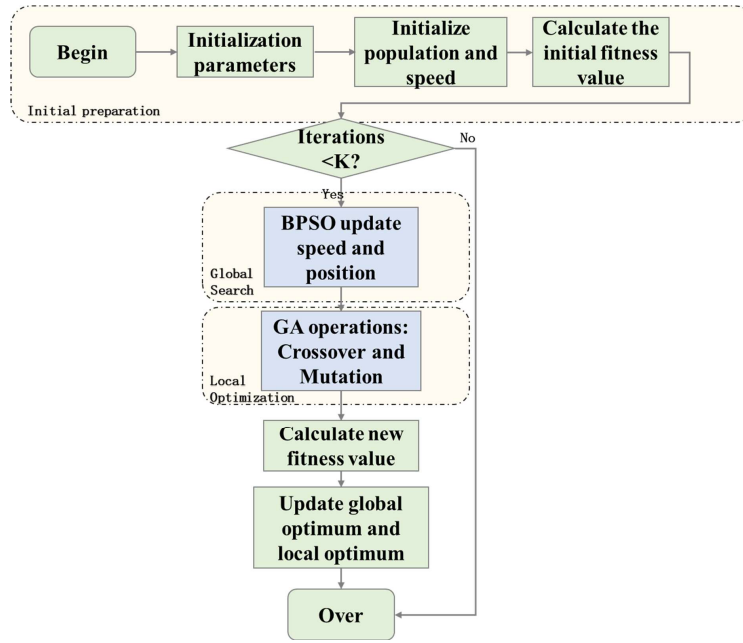 Begin
Initialization
parameters
Initialize
population and
speed
Calculate the
initial fitness
value
Initial preparation
Iterations
<K?
No
Yes
BPSO update
speed and
position
Global
Search
GA operations:
Crossover and
Mutation
Local
Optimization
Calculate new
fitness value
Update global
optimum and
local optimum
Over